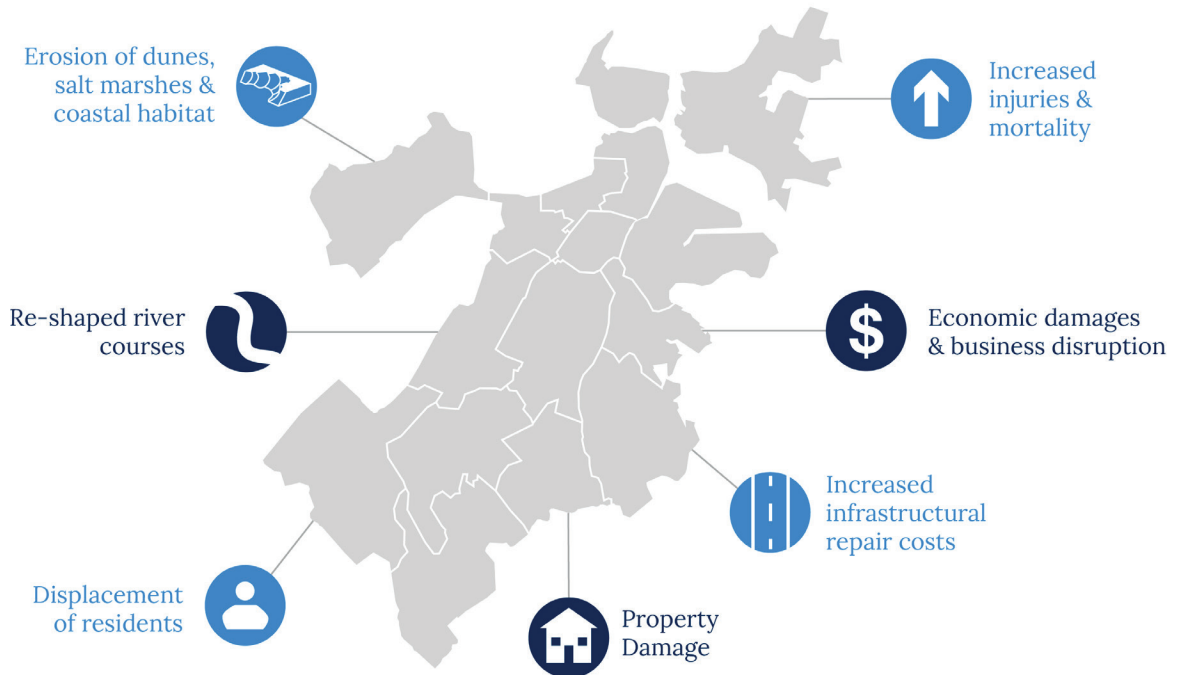 Erosion of dunes,
salt marshes &
coastal habitat
Increased
injuries &
mortality
Re-shaped river
courses
$
Economic damages
& business disruption
Increased
infrastructural
repair costs
Displacement
of residents
Property
Damage